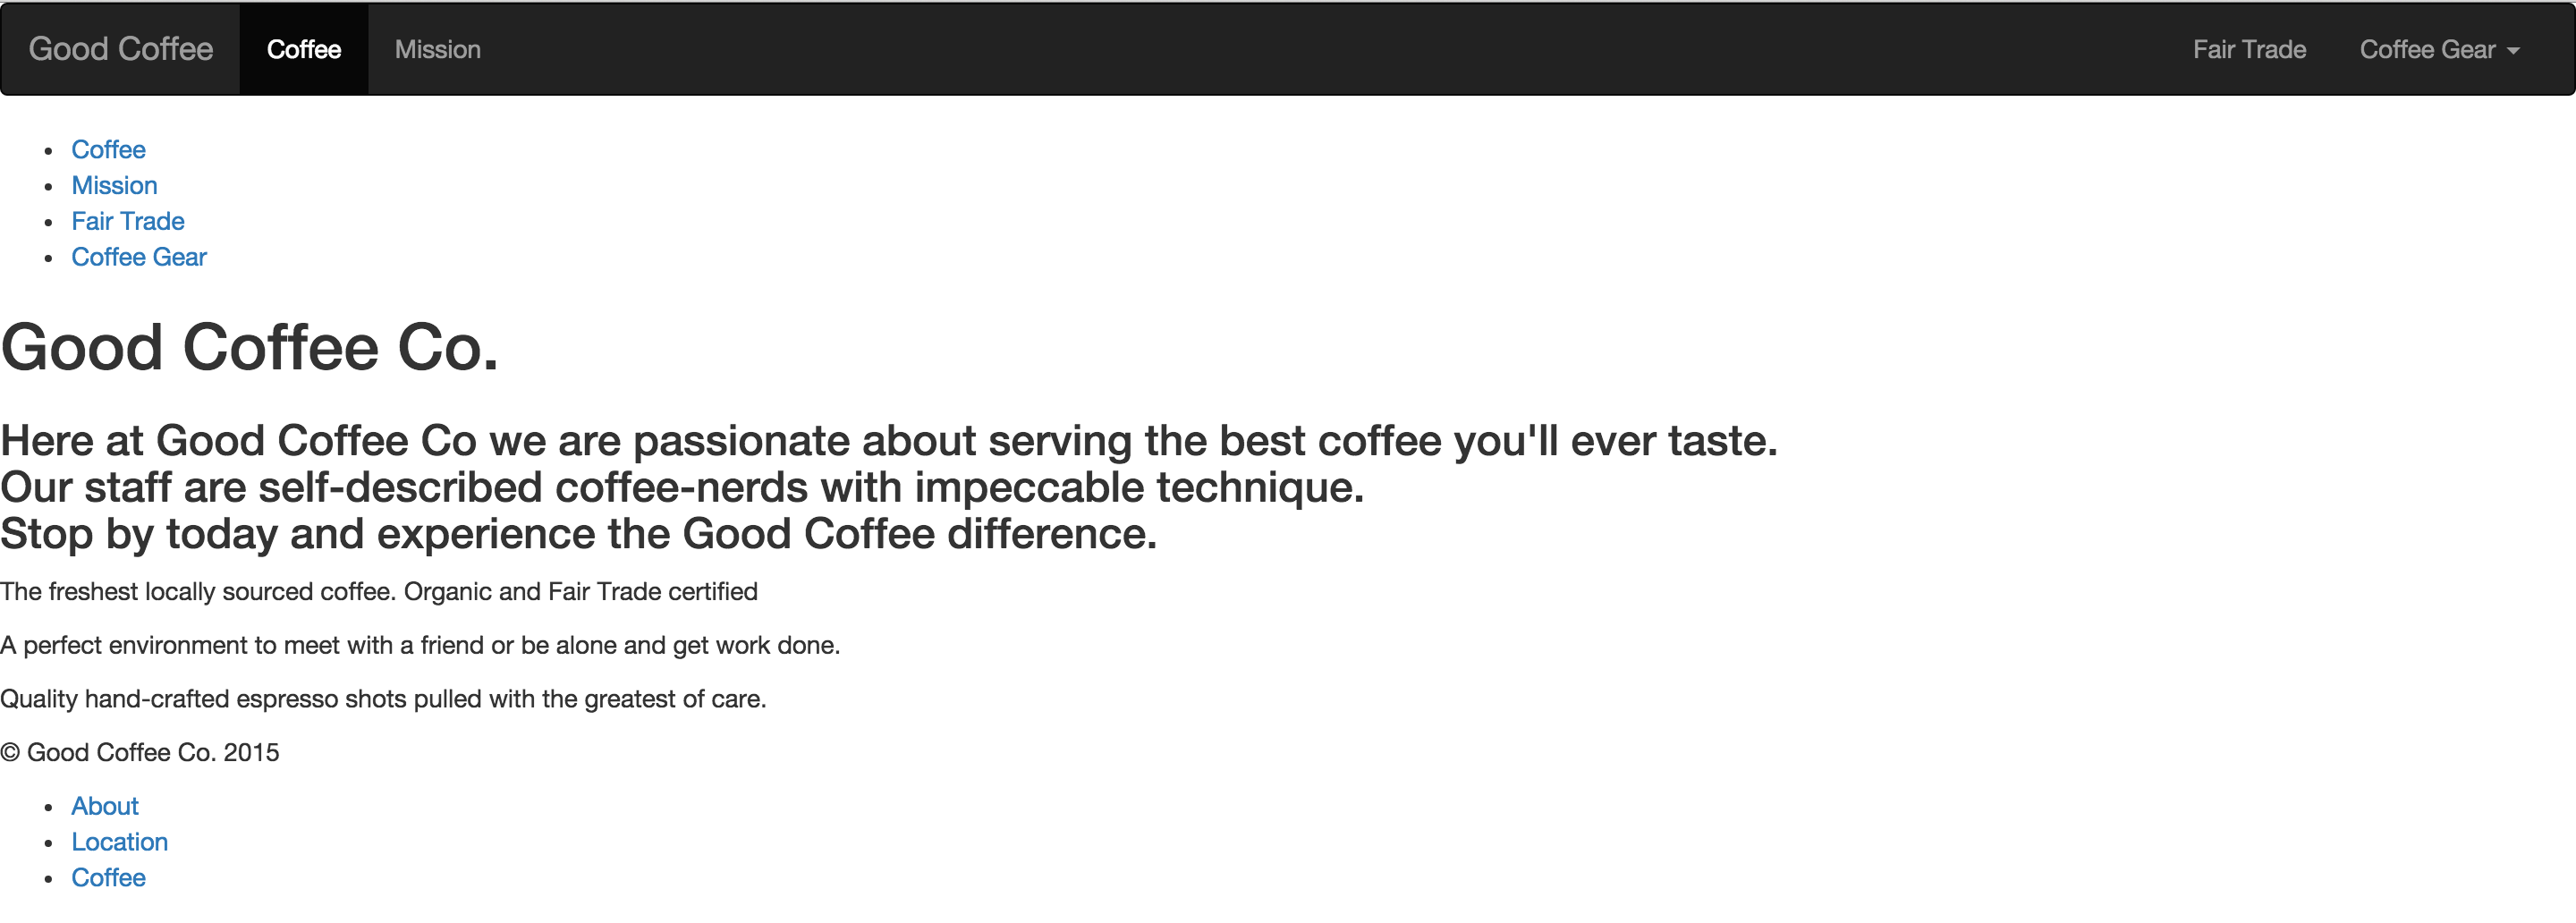 Good Coffee Coffee Mission Fair Trade Coffee Gear
Coffee
Mission
Fair Trade
Coffee Gear
Good Coffee Co.
Here at Good Coffee Co we are passionate about serving the best coffee you'll ever taste.
Our staff are self-described coffee-nerds with impeccable technique.
Stop by today and experience the Good Coffee difference.
The freshest locally sourced coffee. Organic and Fair Trade certified
A perfect environment to meet with a friend or be alone and get work done.
Quality hand-crafted espresso shots pulled with the greatest of care.
© Good Coffee Co. 2015
About
Location
Coffee